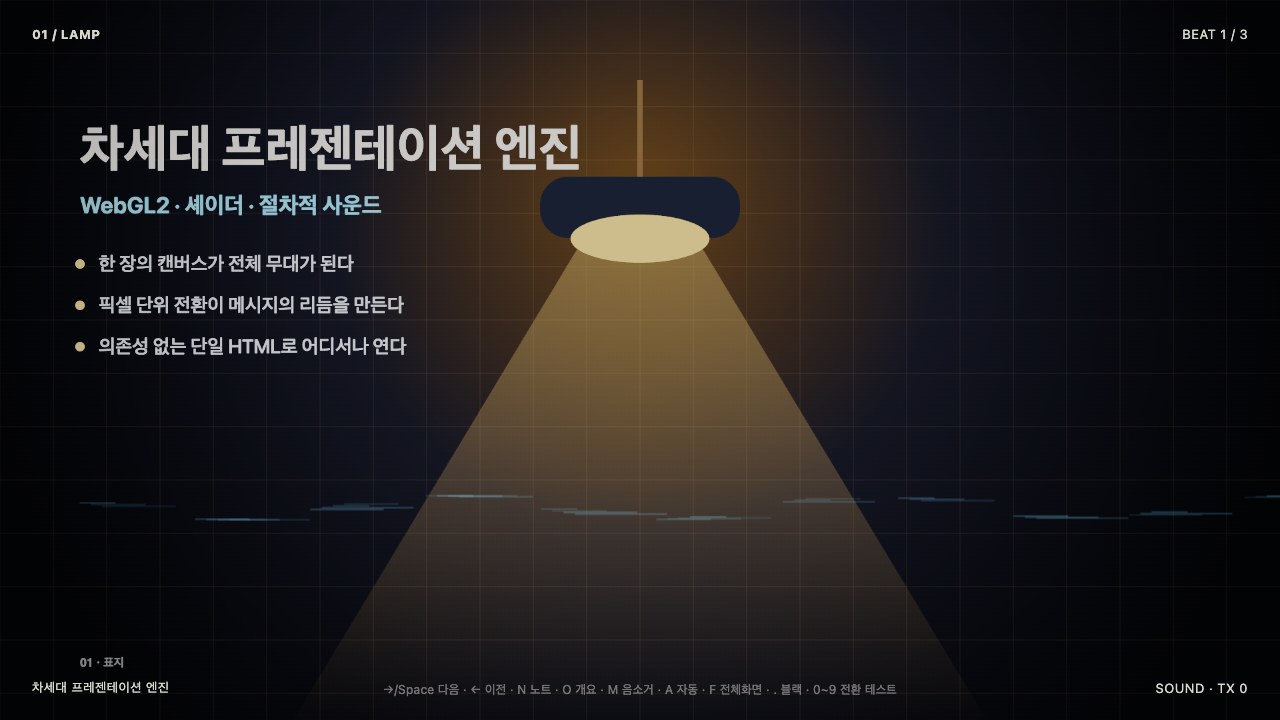 01 / LAMP
BEAT 1 / 3
차세대 프레젠테이션 엔진
WebGL2 · 셰이더 · 절차적 사운드
한 장의 캔버스가 전체 무대가 된다
픽셀 단위 전환이 메시지의 리듬을 만든다
의존성 없는 단일 HTML로 어디서나 연다
01 · 표지
차세대 프레젠테이션 엔진
→/Space 다음 · ← 이전 · N 노트 · O 개요 · M 음소거 · A 자동 · F 전체화면 · . 블랙 · 0~9 전환 테스트
SOUND · TX 0